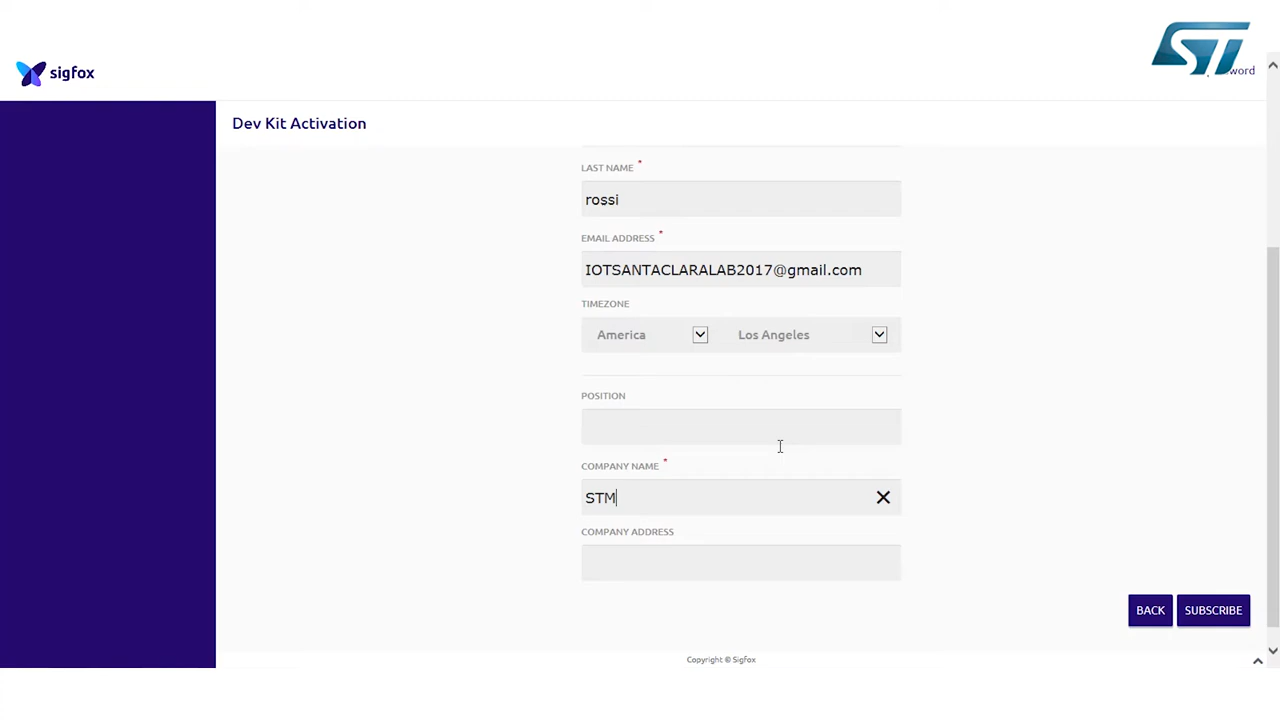 ST
word
sigfox
Dev Kit Activation
LAST NAME *
rossi
EMAIL ADDRESS *
IOTSANTACLARALAB2017@gmail.com
TIMEZONE
America Los Angeles
POSITION
COMPANY NAME *
STM
COMPANY ADDRESS
BACK SUBSCRIBE
Copyright © Sigfox